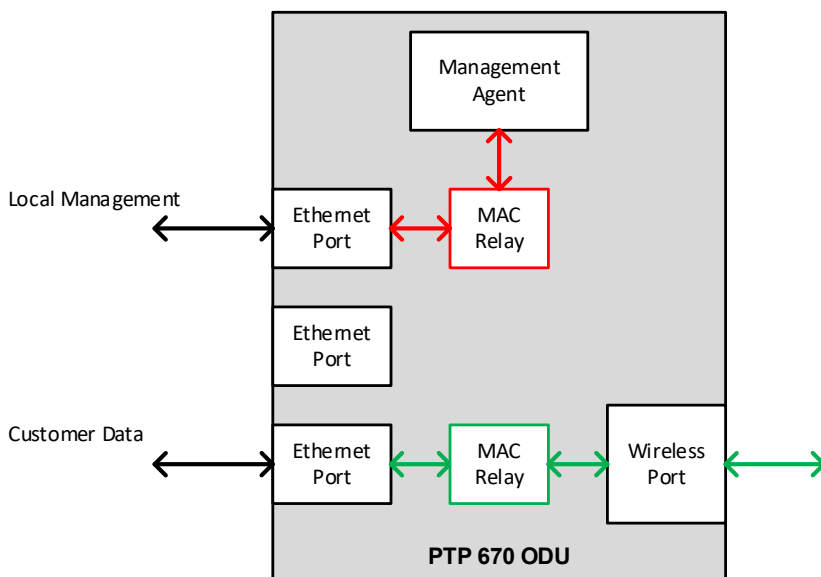 Management
Agent
Local Management
Ethernet
Port
MAC
Relay
Ethernet
Port
Customer Data
Ethernet
Port
MAC
Relay
Wireless
Port
PTP 670 ODU